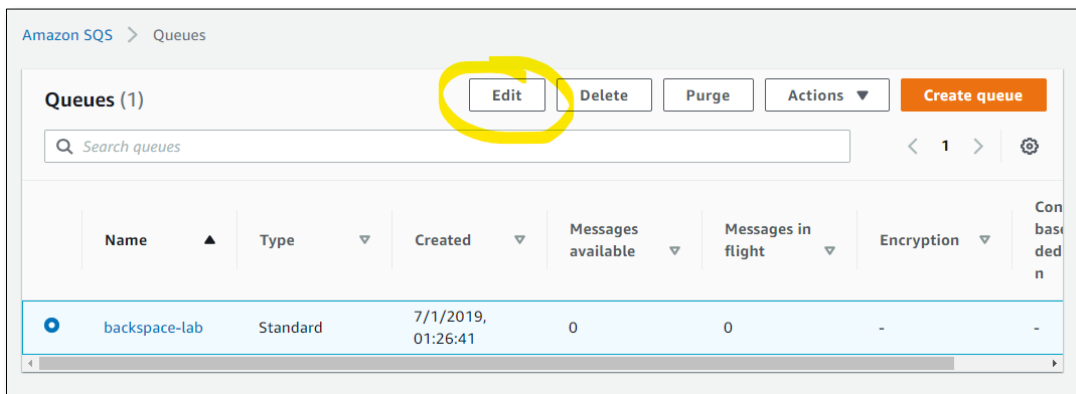 Amazon SQS > Queues
Queues (1)
Edit
Delete
Purge
Actions
Create queue
Search queues
1
Name
Type
Created
Messages
available
Messages in
flight
Encryption
Con
base
ded
n
backspace-lab
Standard
7/1/2019,
01:26:41
0
0
-
-